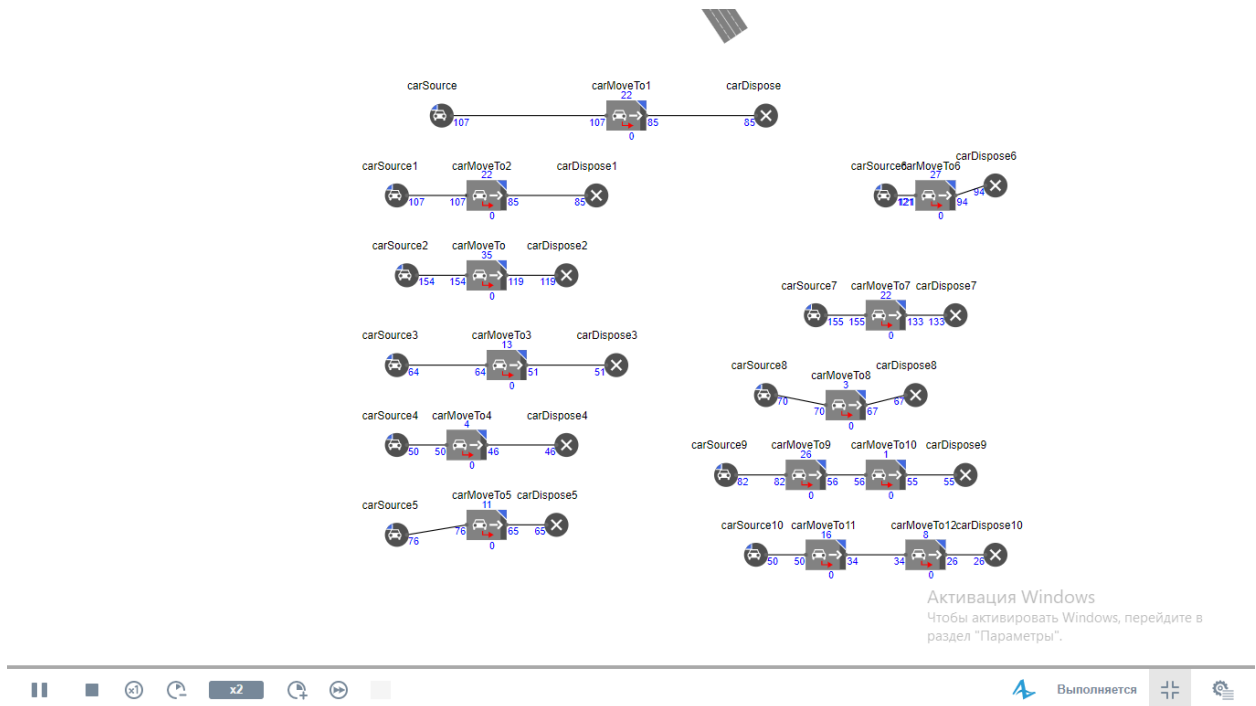 carSource carMoveTo1 carDispose
22
107 107 85 85
0
carSource1 carMoveTo2 carDispose1
22
107 107 85 85
0
carSource6 carMoveTo6 carDispose6
27
121 94 94
0
carSource2 carMoveTo carDispose2
35
154 154 119 119
0
carSource7 carMoveTo7 carDispose7
22
155 155 133 133
0
carSource3 carMoveTo3 carDispose3
13
64 64 51 51
0
carSource8 carMoveTo8 carDispose8
3
70 70 67 67
0
carSource4 carMoveTo4 carDispose4
4
50 50 46 46
0
carSource9 carMoveTo9 carMoveTo10 carDispose9
26 1
82 82 56 56 55 55
0 0
carSource5 carMoveTo5 carDispose5
11
76 76 65 65
0
carSource10 carMoveTo11 carMoveTo12 carDispose10
16 8
50 50 34 34 26 26
0 0
Активация Windows
Чтобы активировать Windows, перейдите в
раздел "Параметры".
x1 x2 Выполняется